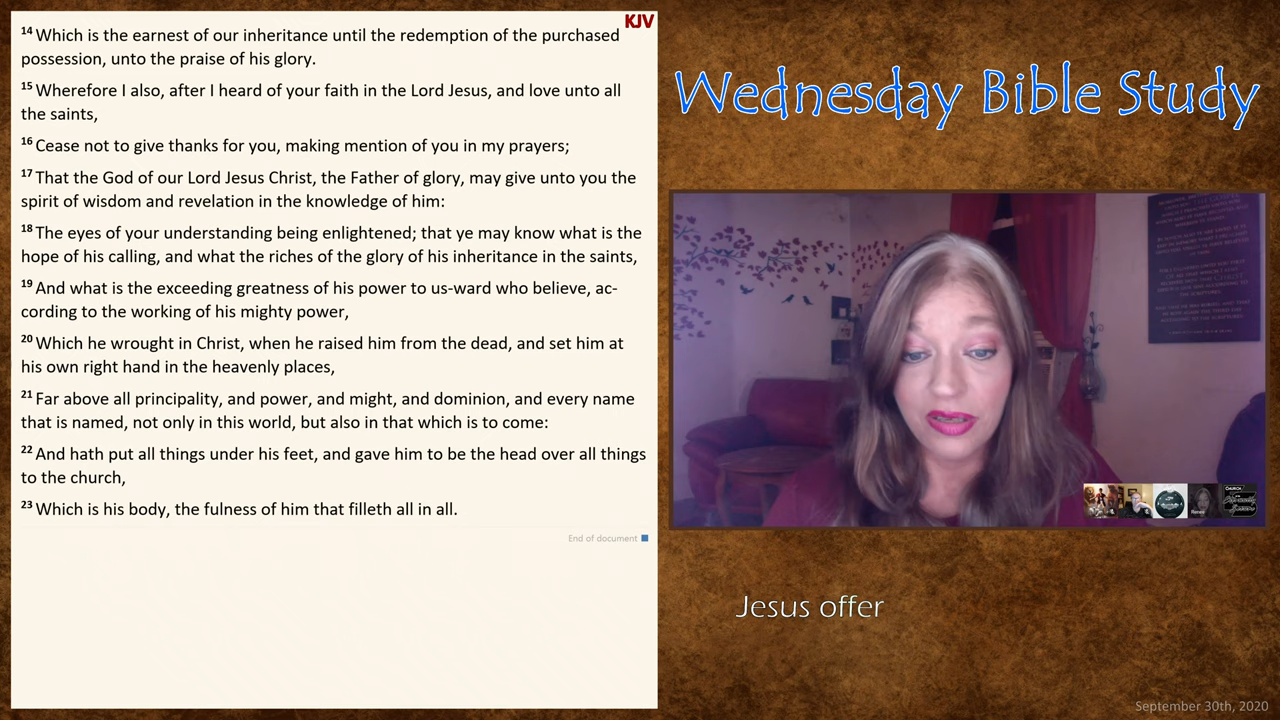 KJV
14 Which is the earnest of our inheritance until the redemption of the purchased
possession, unto the praise of his glory.
15 Wherefore I also, after I heard of your faith in the Lord Jesus, and love unto all
the saints,
16 Cease not to give thanks for you, making mention of you in my prayers;
17 That the God of our Lord Jesus Christ, the Father of glory, may give unto you the
spirit of wisdom and revelation in the knowledge of him:
18 The eyes of your understanding being enlightened; that ye may know what is the
hope of his calling, and what the riches of the glory of his inheritance in the saints,
19 And what is the exceeding greatness of his power to us-ward who believe, ac-
cording to the working of his mighty power,
20 Which he wrought in Christ, when he raised him from the dead, and set him at
his own right hand in the heavenly places,
21 Far above all principality, and power, and might, and dominion, and every name
that is named, not only in this world, but also in that which is to come:
22 And hath put all things under his feet, and gave him to be the head over all things
to the church,
23 Which is his body, the fulness of him that filleth all in all.
End of document
Wednesday Bible Study
Renee
CHURCH
Jesus offer
September 30th, 2020